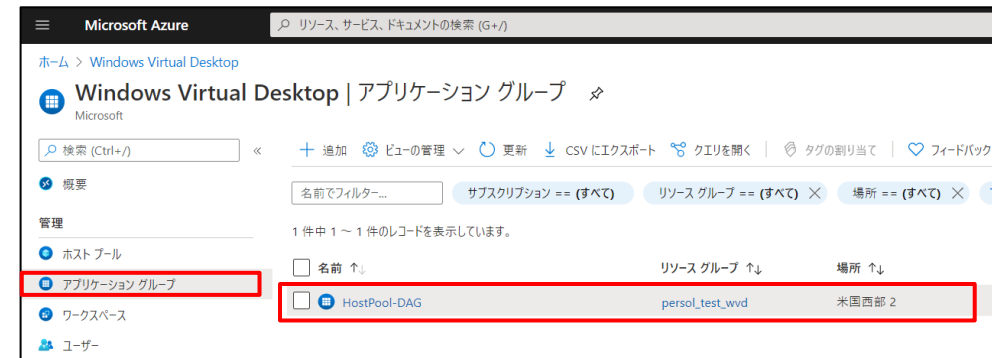 Microsoft Azure
リソース、サービス、ドキュメントの検索 (G+/)
ホーム > Windows Virtual Desktop
Windows Virtual Desktop | アプリケーション グループ
Microsoft
検索 (Ctrl+/)
«
追加
ビューの管理
更新
CSV にエクスポート
クエリを開く
タグの割り当て
フィードバック
概要
名前でフィルター...
サブスクリプション == (すべて)
リソース グループ == (すべて)
場所 == (すべて)
管理
1 件中 1 ～ 1 件のレコードを表示しています。
ホスト プール
名前 ↑↓
リソース グループ ↑↓
場所 ↑↓
アプリケーション グループ
HostPool-DAG
persol_test_wvd
米国西部 2
ワークスペース
ユーザー